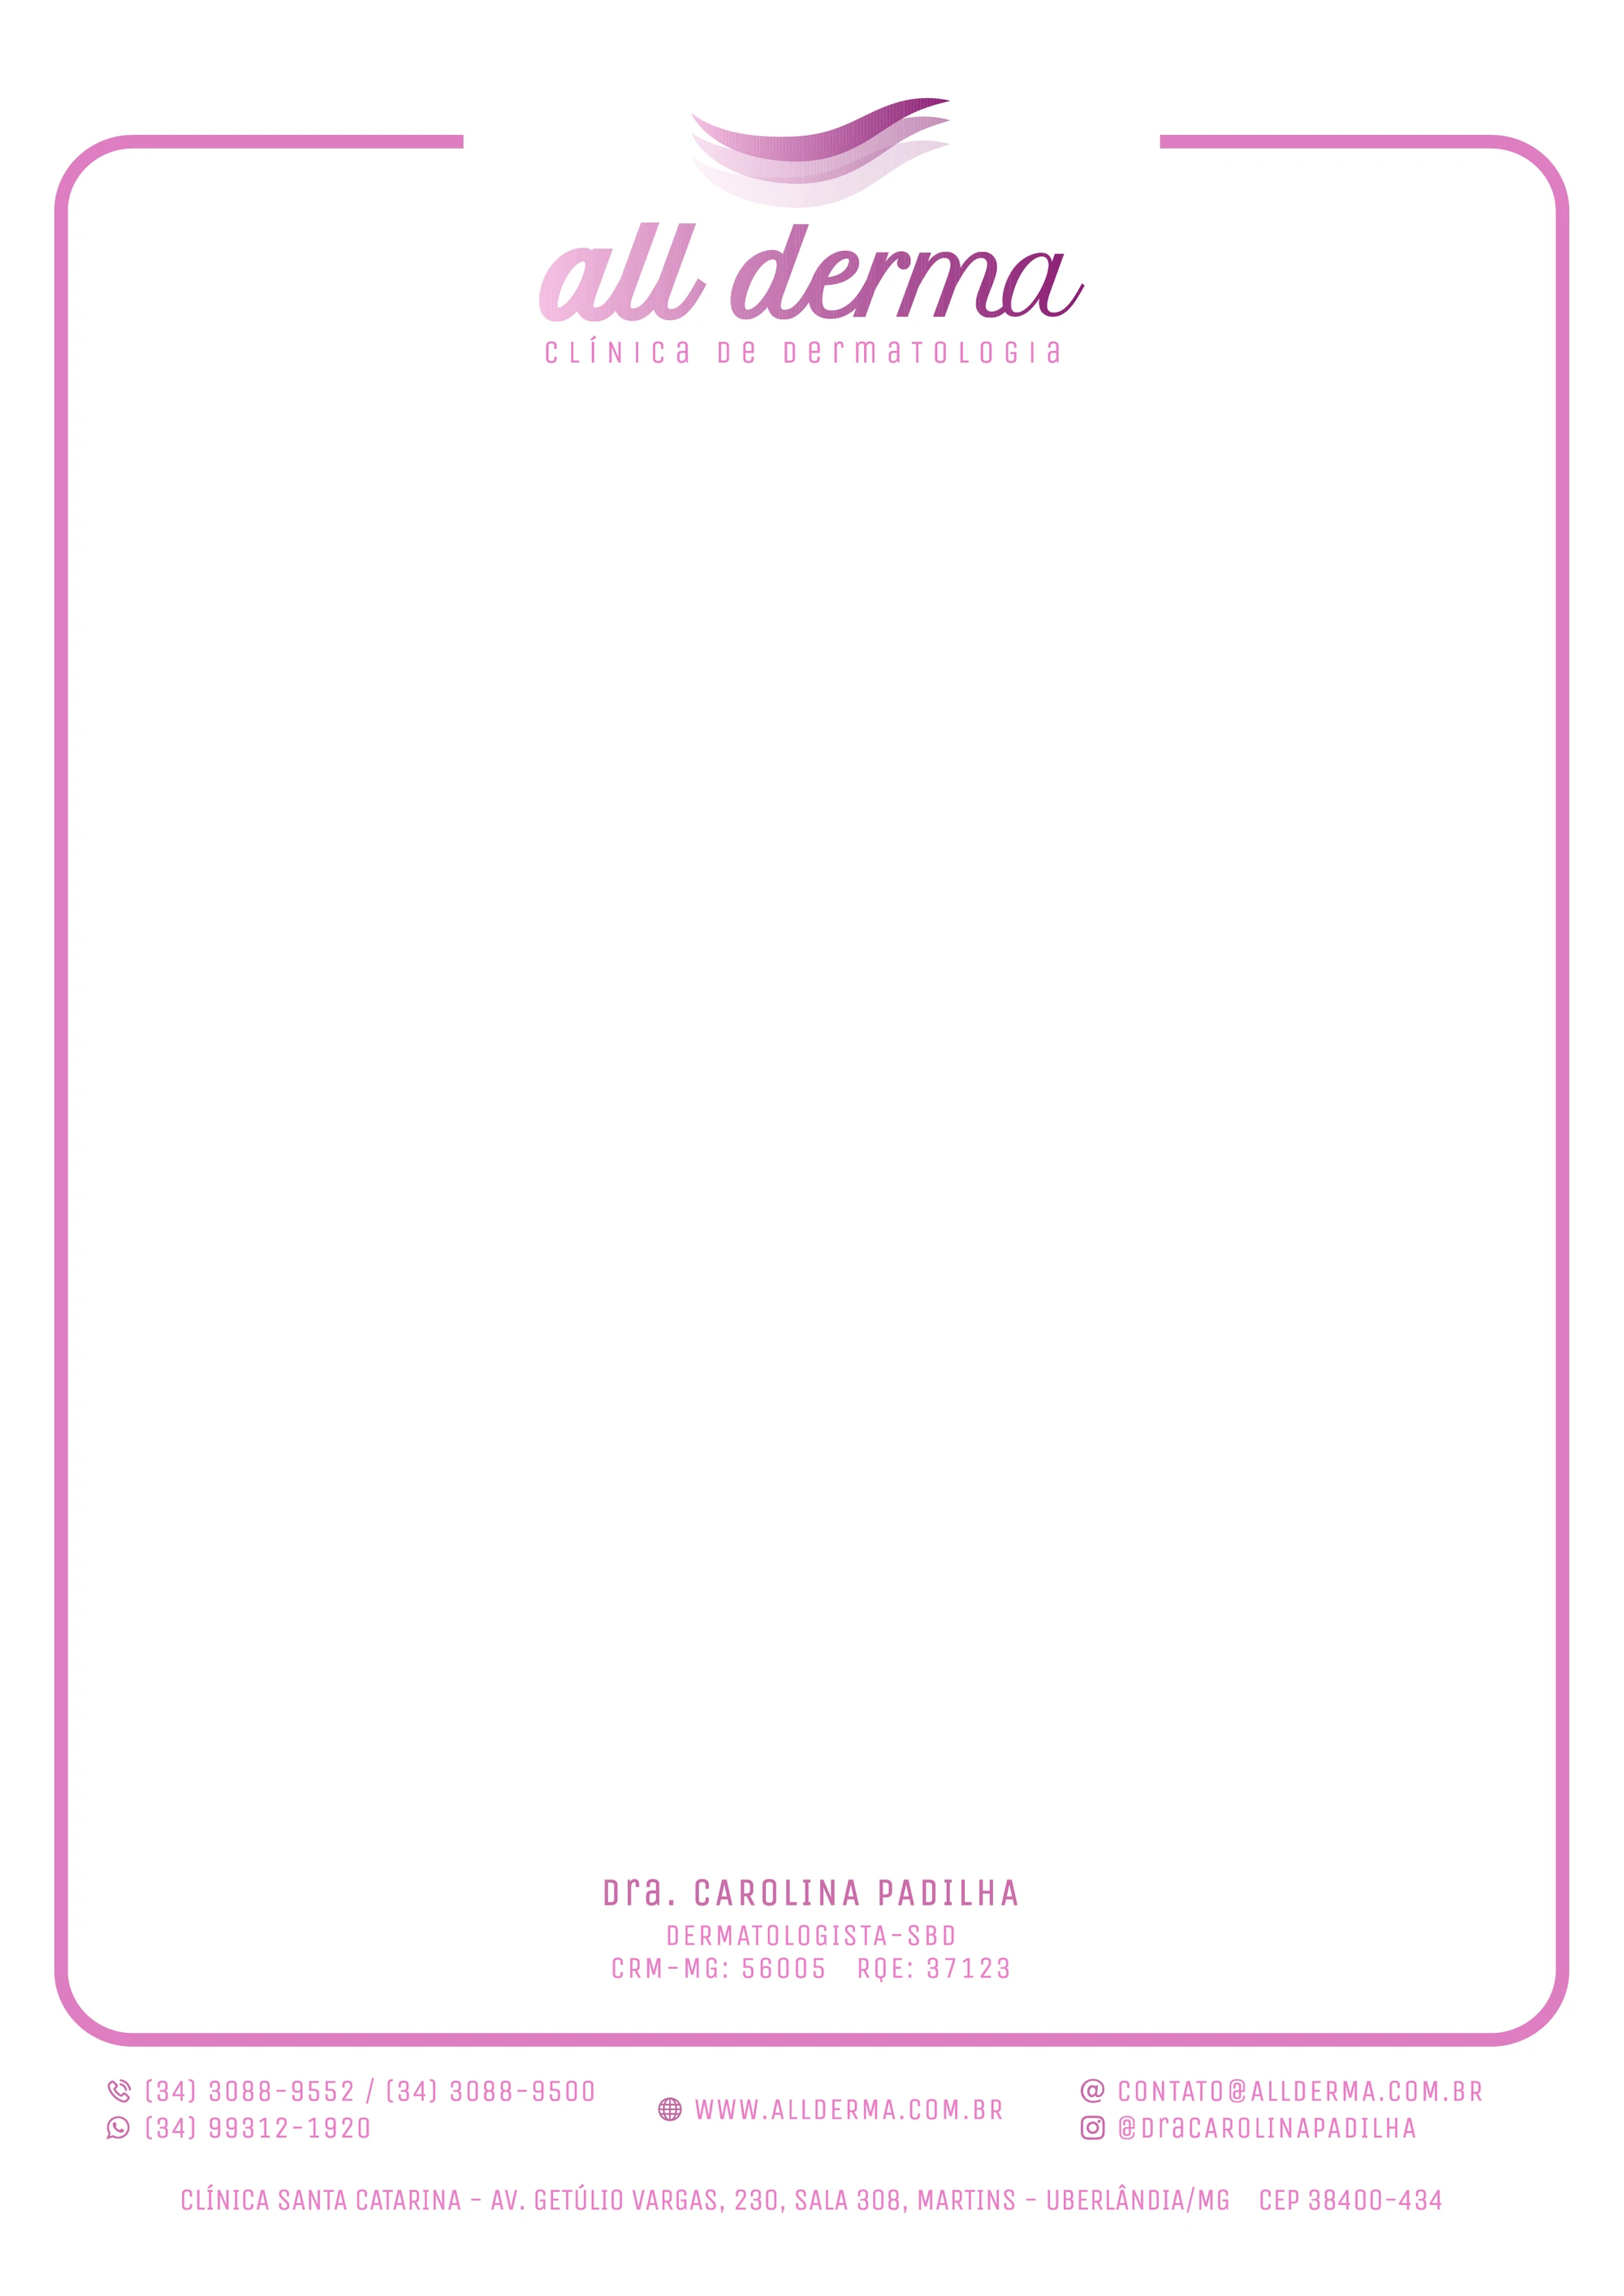 all derma
CLÍNICA DE DERMATOLOGIA
Dra. CAROLINA PADILHA
DERMATOLOGISTA-SBD
CRM-MG: 56005 RQE: 37123
(34) 3088-9552 / (34) 3088-9500
(34) 99312-1920
WWW.ALLDERMA.COM.BR
@ CONTATO@ALLDERMA.COM.BR
@DraCAROLINAPADILHA
CLÍNICA SANTA CATARINA - AV. GETÚLIO VARGAS, 230, SALA 308, MARTINS - UBERLÂNDIA/MG CEP 38400-434